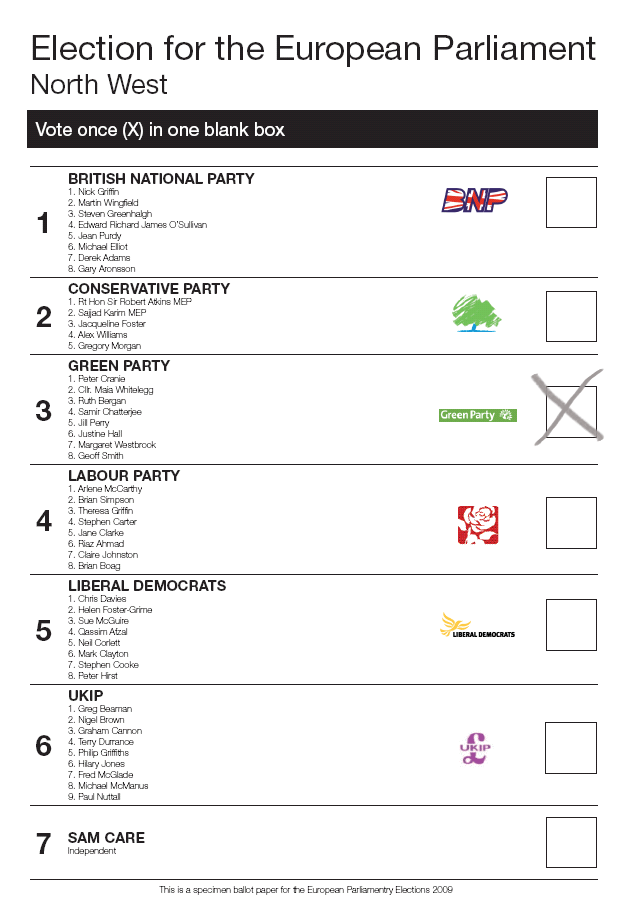 Election for the European Parliament
North West
Vote once (X) in one blank box
1
BRITISH NATIONAL PARTY
1. Nick Griffin
2. Martin Wingfield
3. Steven Greenhalgh
4. Edward Richard James O'Sullivan
5. Jean Purdy
6. Michael Elliot
7. Derek Adams
8. Gary Aronsson
BNP
2
CONSERVATIVE PARTY
1. Rt Hon Sir Robert Atkins MEP
2. Sajjad Karim MEP
3. Jacqueline Foster
4. Alex Williams
5. Gregory Morgan
3
GREEN PARTY
1. Peter Cranie
2. Cllr. Maia Whitelegg
3. Ruth Bergan
4. Samir Chatterjee
5. Jill Perry
6. Justine Hall
7. Margaret Westbrook
8. Geoff Smith
Green Party
4
LABOUR PARTY
1. Arlene McCarthy
2. Brian Simpson
3. Theresa Griffin
4. Stephen Carter
5. Jane Clarke
6. Riaz Ahmad
7. Claire Johnston
8. Brian Boag
5
LIBERAL DEMOCRATS
1. Chris Davies
2. Helen Foster-Grime
3. Sue McGuire
4. Qassim Afzal
5. Neil Corlett
6. Mark Clayton
7. Stephen Cooke
8. Peter Hirst
LIBERAL DEMOCRATS
6
UKIP
1. Greg Beaman
2. Nigel Brown
3. Graham Cannon
4. Terry Durrance
5. Philip Griffiths
6. Hilary Jones
7. Fred McGlade
8. Michael McManus
9. Paul Nuttall
UKIP
7
SAM CARE
Independent
This is a specimen ballot paper for the European Parliamentry Elections 2009